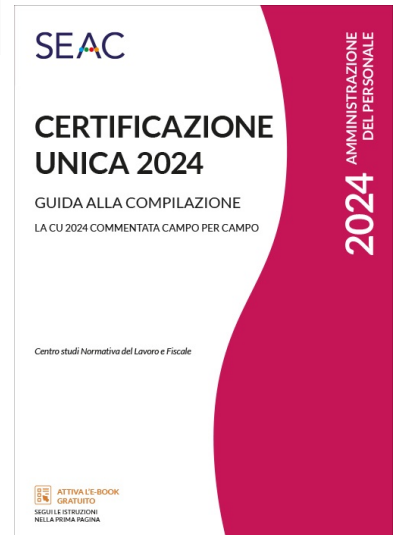 SEAC
CERTIFICAZIONE
UNICA 2024
GUIDA ALLA COMPILAZIONE
LA CU 2024 COMMENTATA CAMPO PER CAMPO
Centro studi Normativa del Lavoro e Fiscale
ATTIVA L'E-BOOK
GRATUITO
SEGUI LE ISTRUZIONI
NELLA PRIMA PAGINA
2024 AMMINISTRAZIONE
DEL PERSONALE